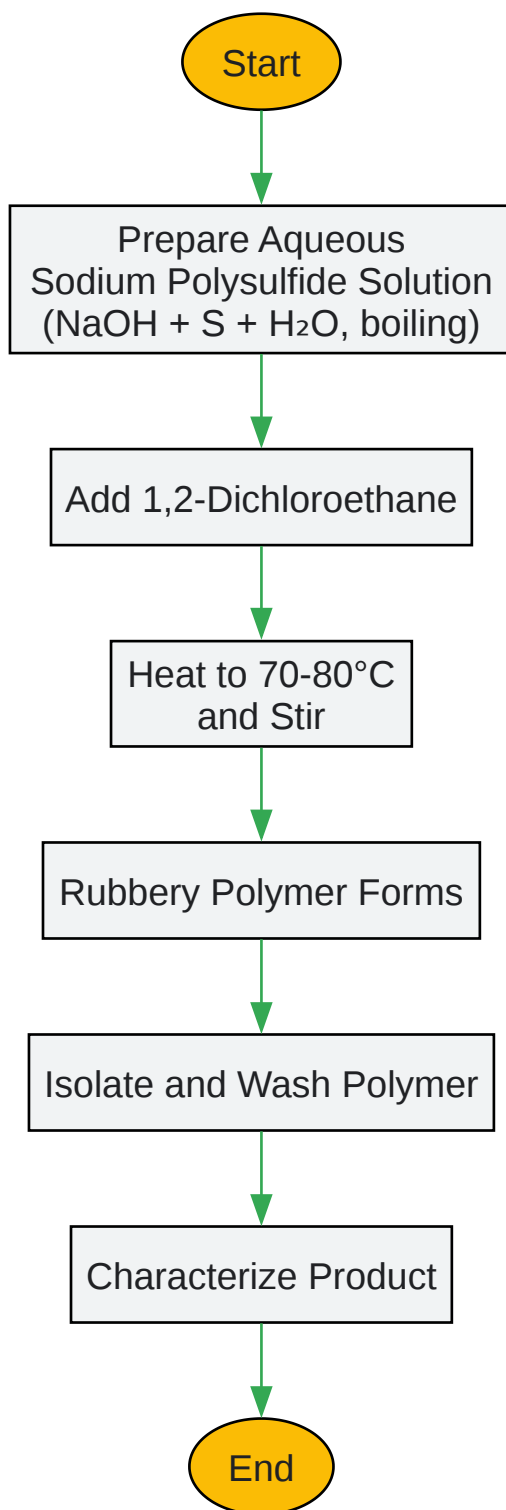 Start
Prepare Aqueous
Sodium Polysulfide Solution
(NaOH + S + H₂O, boiling)
Add 1,2-Dichloroethane
Heat to 70-80°C
and Stir
Rubbery Polymer Forms
Isolate and Wash Polymer
Characterize Product
End